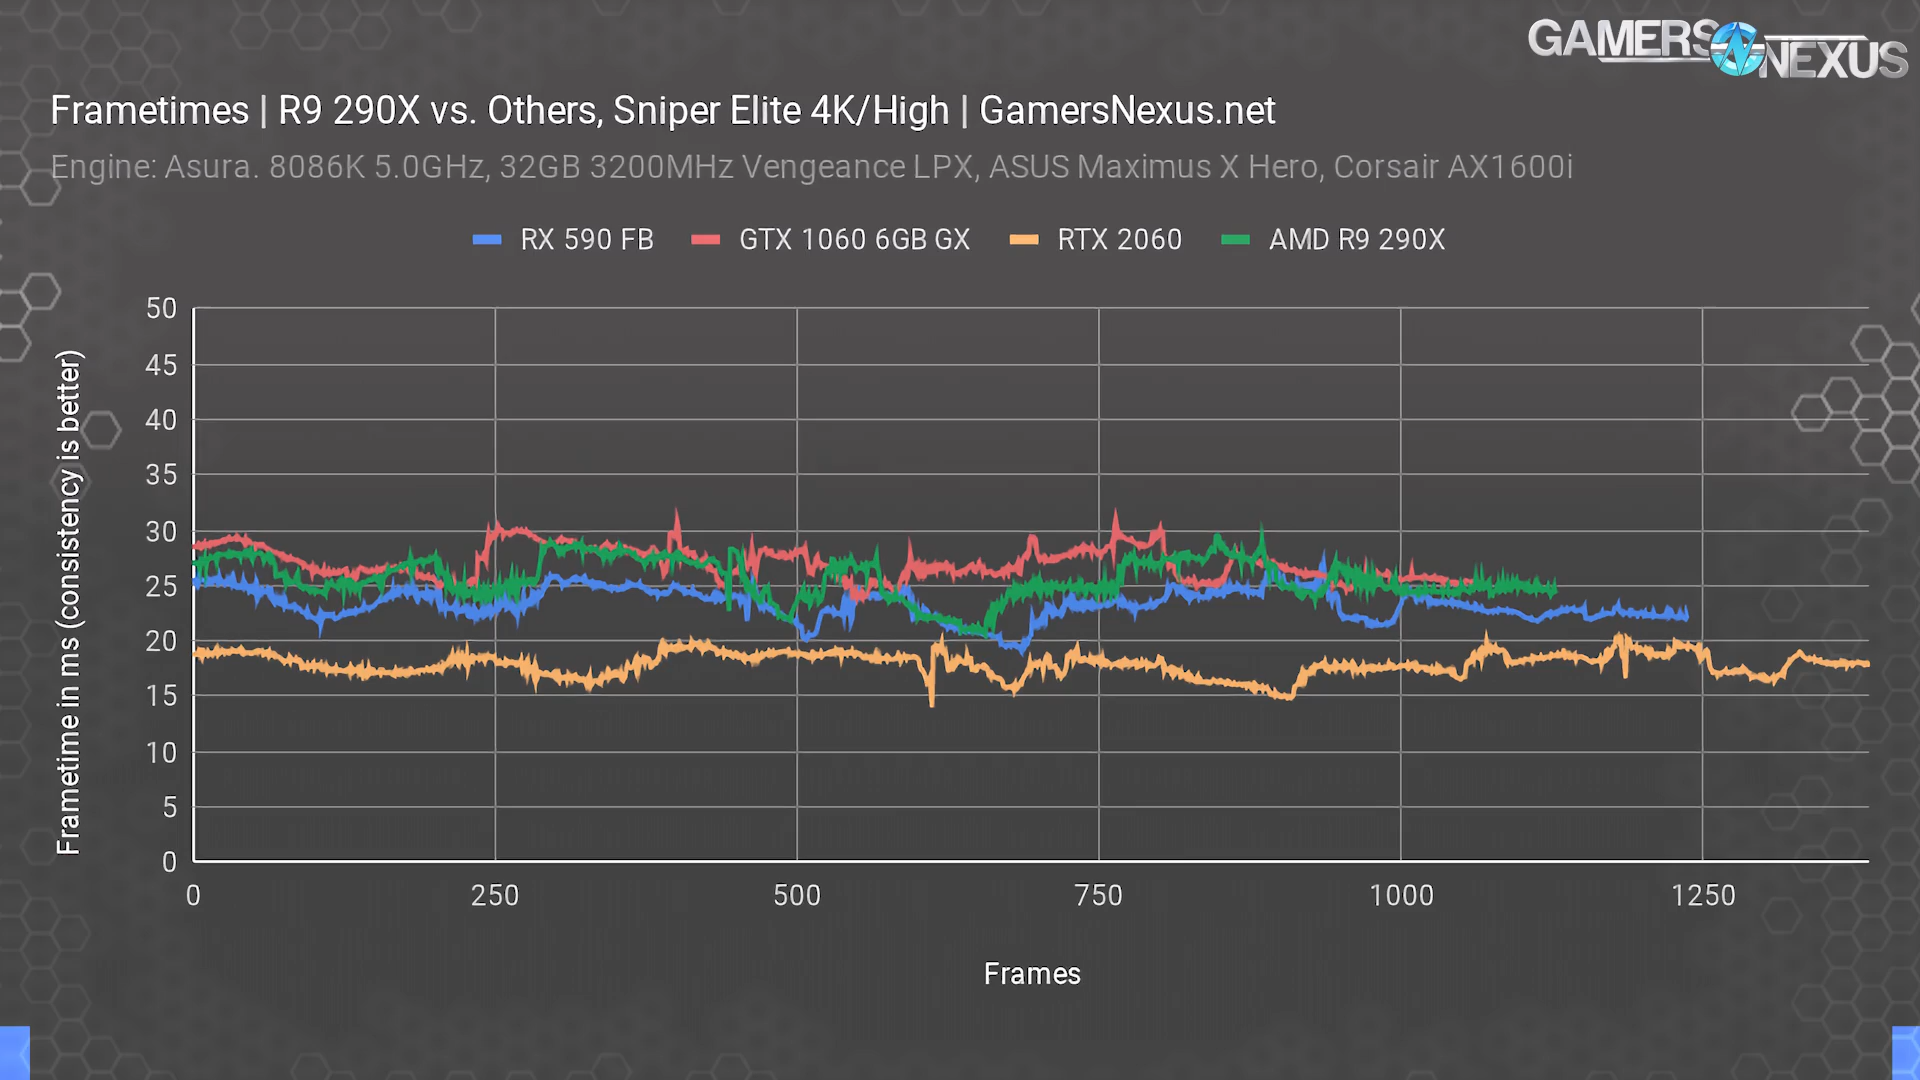 GAMERS NEXUS
Frametimes | R9 290X vs. Others, Sniper Elite 4K/High | GamersNexus.net
Engine: Asura. 8086K 5.0GHz, 32GB 3200MHz Vengeance LPX, ASUS Maximus X Hero, Corsair AX1600i
RX 590 FB GTX 1060 6GB GX RTX 2060 AMD R9 290X
Frametime in ms (consistency is better)
50
45
40
35
30
25
20
15
10
5
0
0 250 500 750 1000 1250
Frames